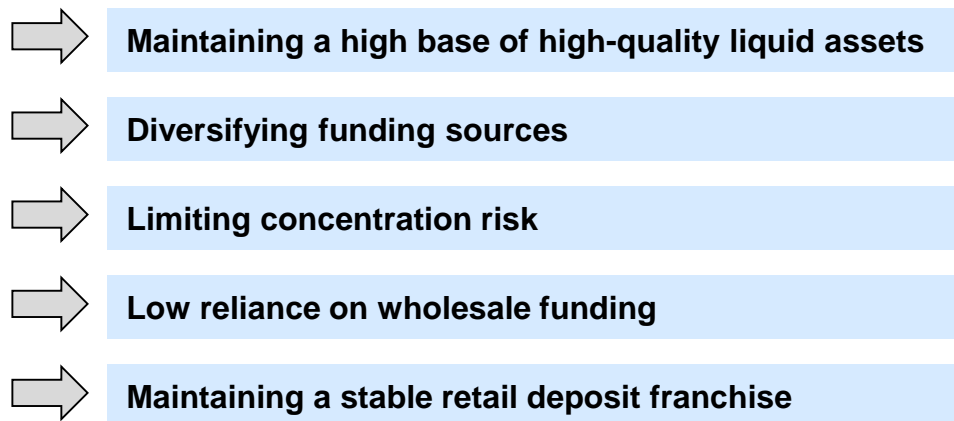 Maintaining a high base of high-quality liquid assets
Diversifying funding sources
Limiting concentration risk
Low reliance on wholesale funding
Maintaining a stable retail deposit franchise